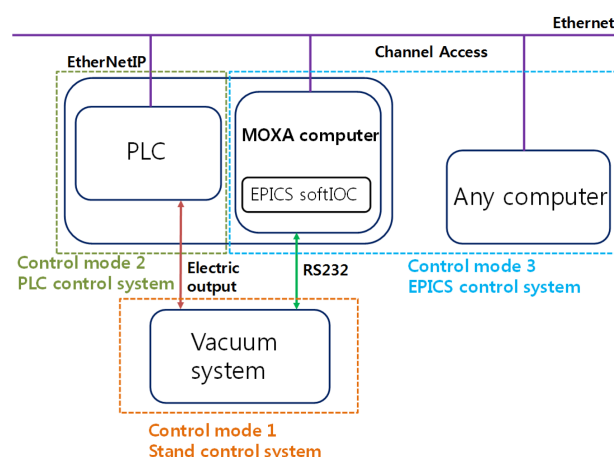 Ethernet
Channel Access
EtherNetIP
PLC
MOXA computer
EPICS softIOC
Any computer
Control mode 2
PLC control system
Electric
output
RS232
Control mode 3
EPICS control system
Vacuum
system
Control mode 1
Stand control system